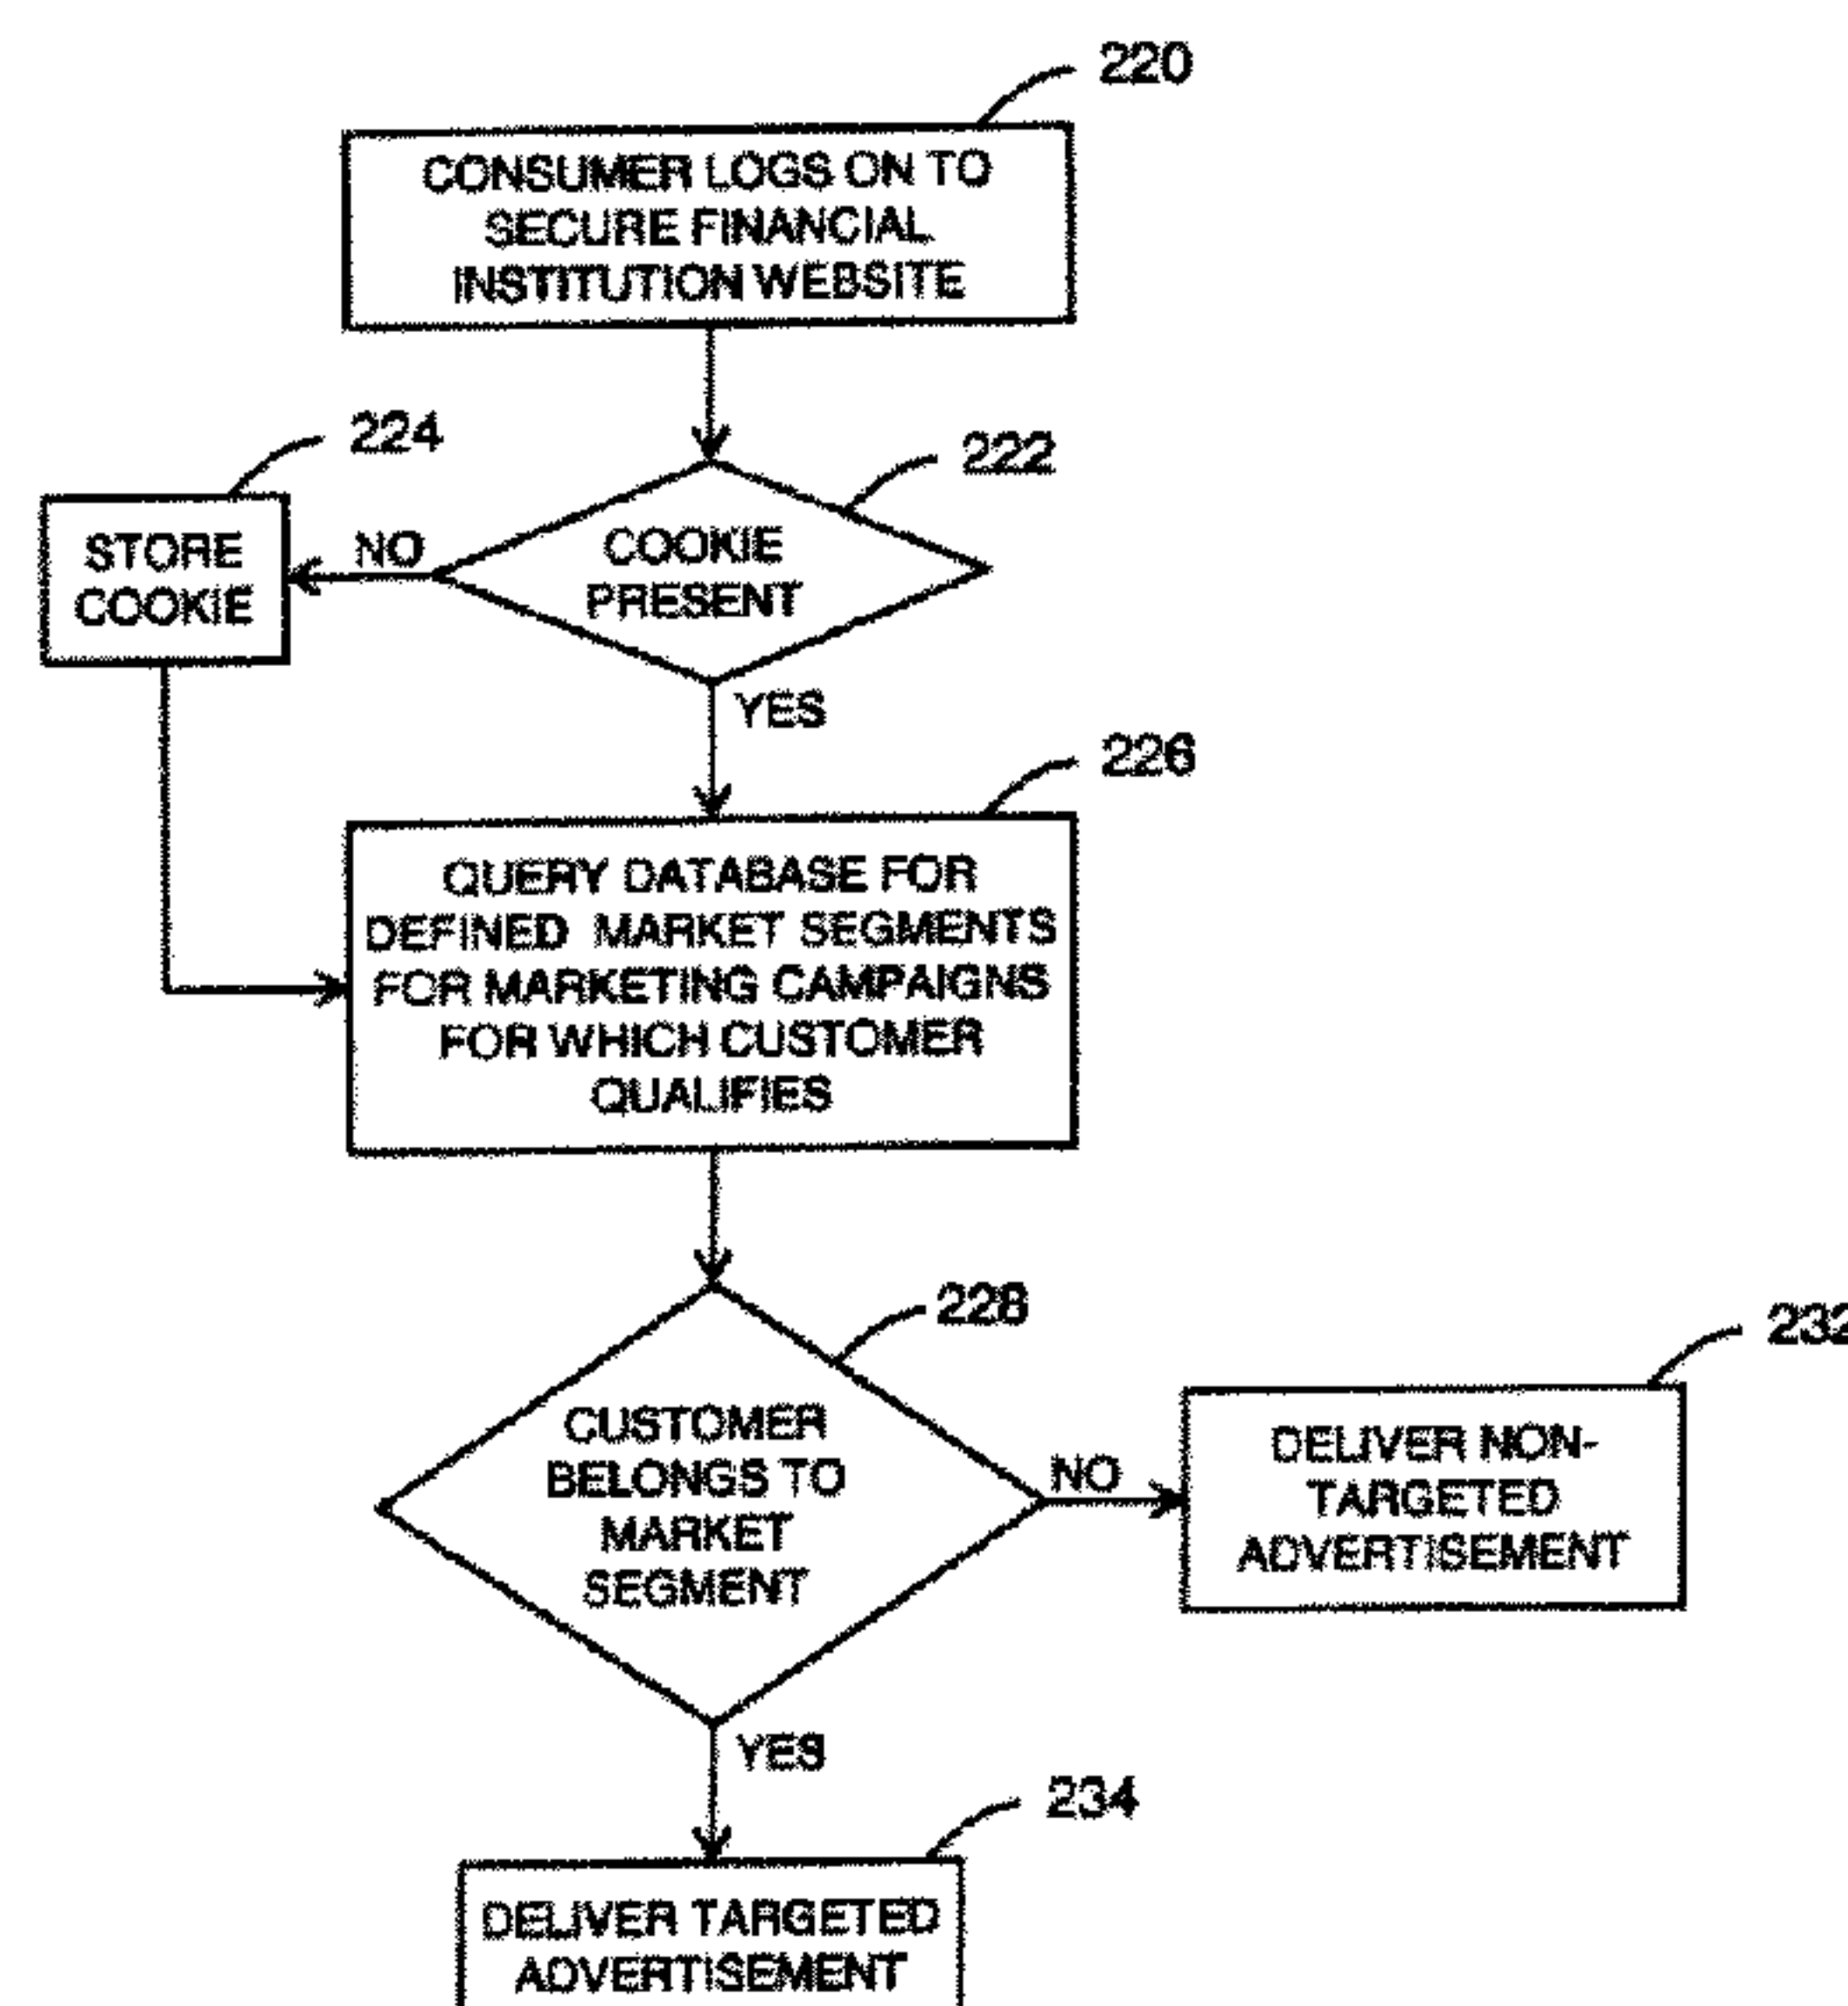 220
CONSUMER LOGS ON TO
SECURE FINANCIAL
INSTITUTION WEBSITE
224
222
STORE
COOKIE
NO
COOKIE
PRESENT
YES
226
QUERY DATABASE FOR
DEFINED MARKET SEGMENTS
FOR MARKETING CAMPAIGNS
FOR WHICH CUSTOMER
QUALIFIES
228
232
CUSTOMER
BELONGS TO
MARKET
SEGMENT
NO
DELIVER NON-
TARGETED
ADVERTISEMENT
YES
234
DELIVER TARGETED
ADVERTISEMENT